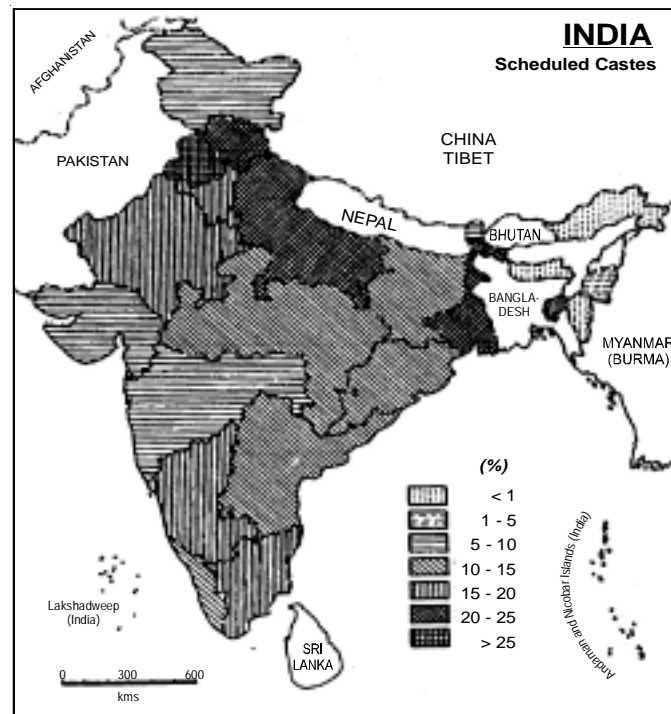 INDIA
Scheduled Castes
AFGHANISTAN
PAKISTAN
CHINA
TIBET
NEPAL
BHUTAN
BANGLA-
DESH
MYANMAR
(BURMA)
(%)
< 1
1 - 5
5 - 10
10 - 15
15 - 20
20 - 25
> 25
Lakshadweep
(India)
Andaman and Nicobar Islands (India)
SRI
LANKA
0 300 600
kms